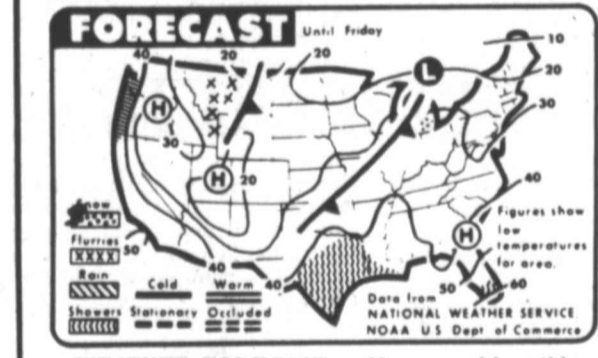 FORECAST Until Friday
40 20 20 10
L 20
H 30
30
H 20 40
Snow
Flurries 50
XXXX
Rain
Showers
40 40
Cold Warm
Stationary Occluded
H
Figures show
low
temperatures
for area.
50 60
Data from
NATIONAL WEATHER SERVICE
NOAA U S Dept of Commerce